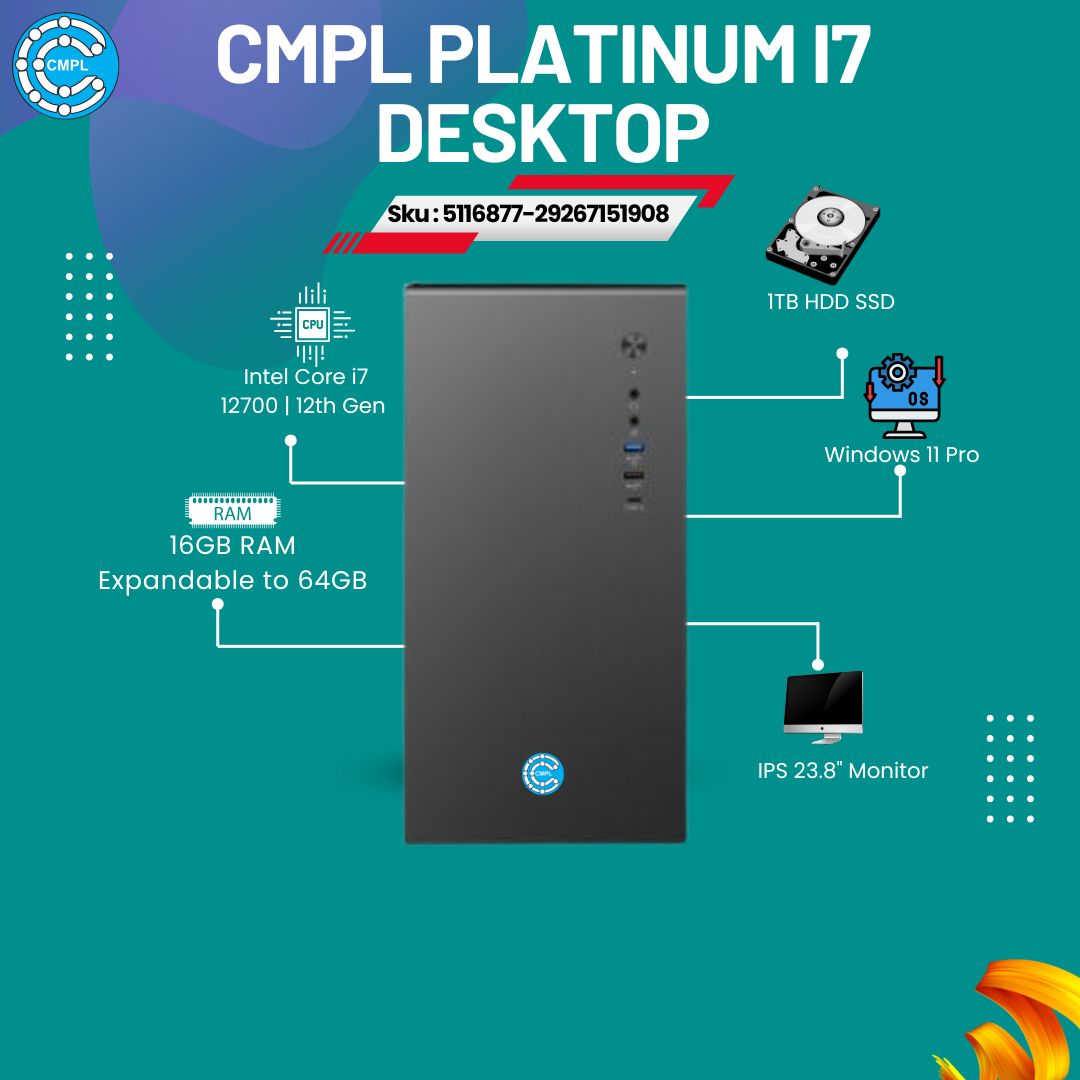 CMPL
CMPL PLATINUM I7
DESKTOP
Sku : 5116877-29267151908
1TB HDD SSD
CPU
Intel Core i7
12700 | 12th Gen
OS
Windows 11 Pro
RAM
16GB RAM
Expandable to 64GB
IPS 23.8" Monitor
CMPL